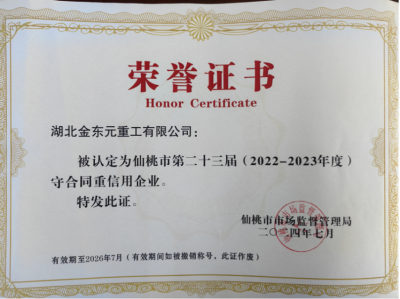 荣誉证书
Honor Certificate
湖北金东元重工有限公司：
被认定为仙桃市第二十三届（2022-2023年度）
守合同重信用企业。
特发此证。
仙桃市市场监督管理局
二〇二四年七月
有效期至2026年7月（有效期间如被撤销称号，此证作废）